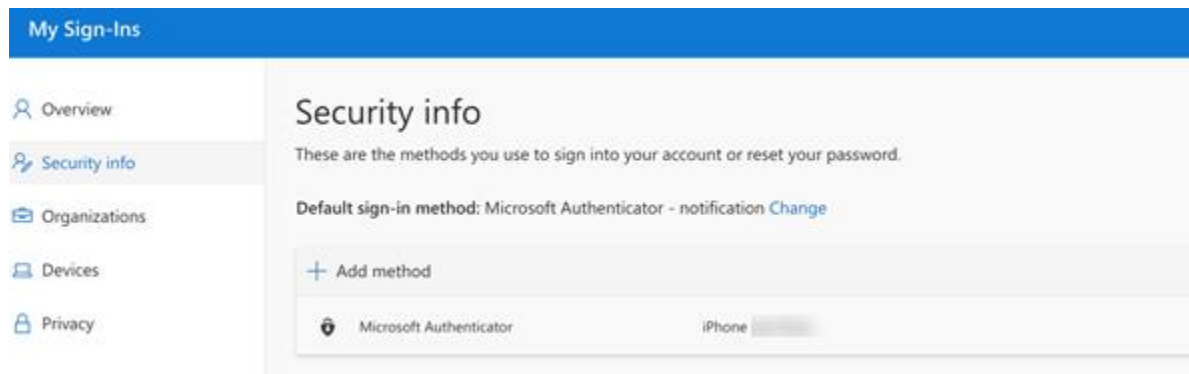 My Sign-Ins
Overview
Security info
Organizations
Devices
Privacy
Security info
These are the methods you use to sign into your account or reset your password.
Default sign-in method: Microsoft Authenticator - notification Change
+ Add method
Microsoft Authenticator iPhone